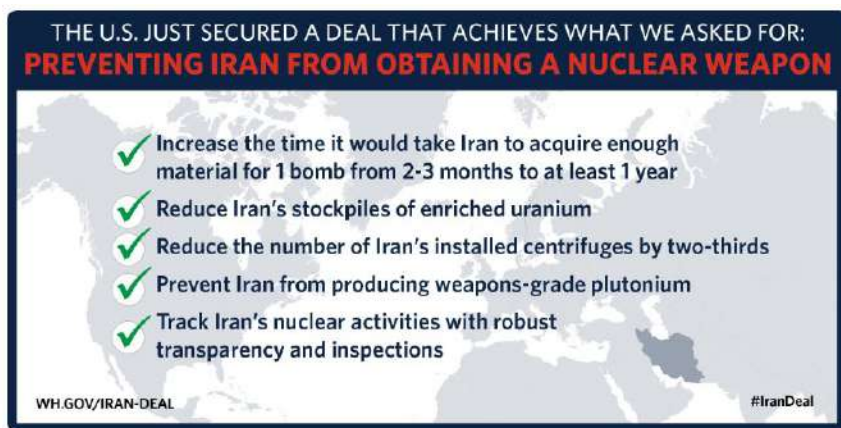 THE U.S. JUST SECURED A DEAL THAT ACHIEVES WHAT WE ASKED FOR:
PREVENTING IRAN FROM OBTAINING A NUCLEAR WEAPON
Increase the time it would take Iran to acquire enough
material for 1 bomb from 2-3 months to at least 1 year
Reduce Iran's stockpiles of enriched uranium
Reduce the number of Iran's installed centrifuges by two-thirds
Prevent Iran from producing weapons-grade plutonium
Track Iran's nuclear activities with robust
transparency and inspections
WH.GOV/IRAN-DEAL
#IranDeal